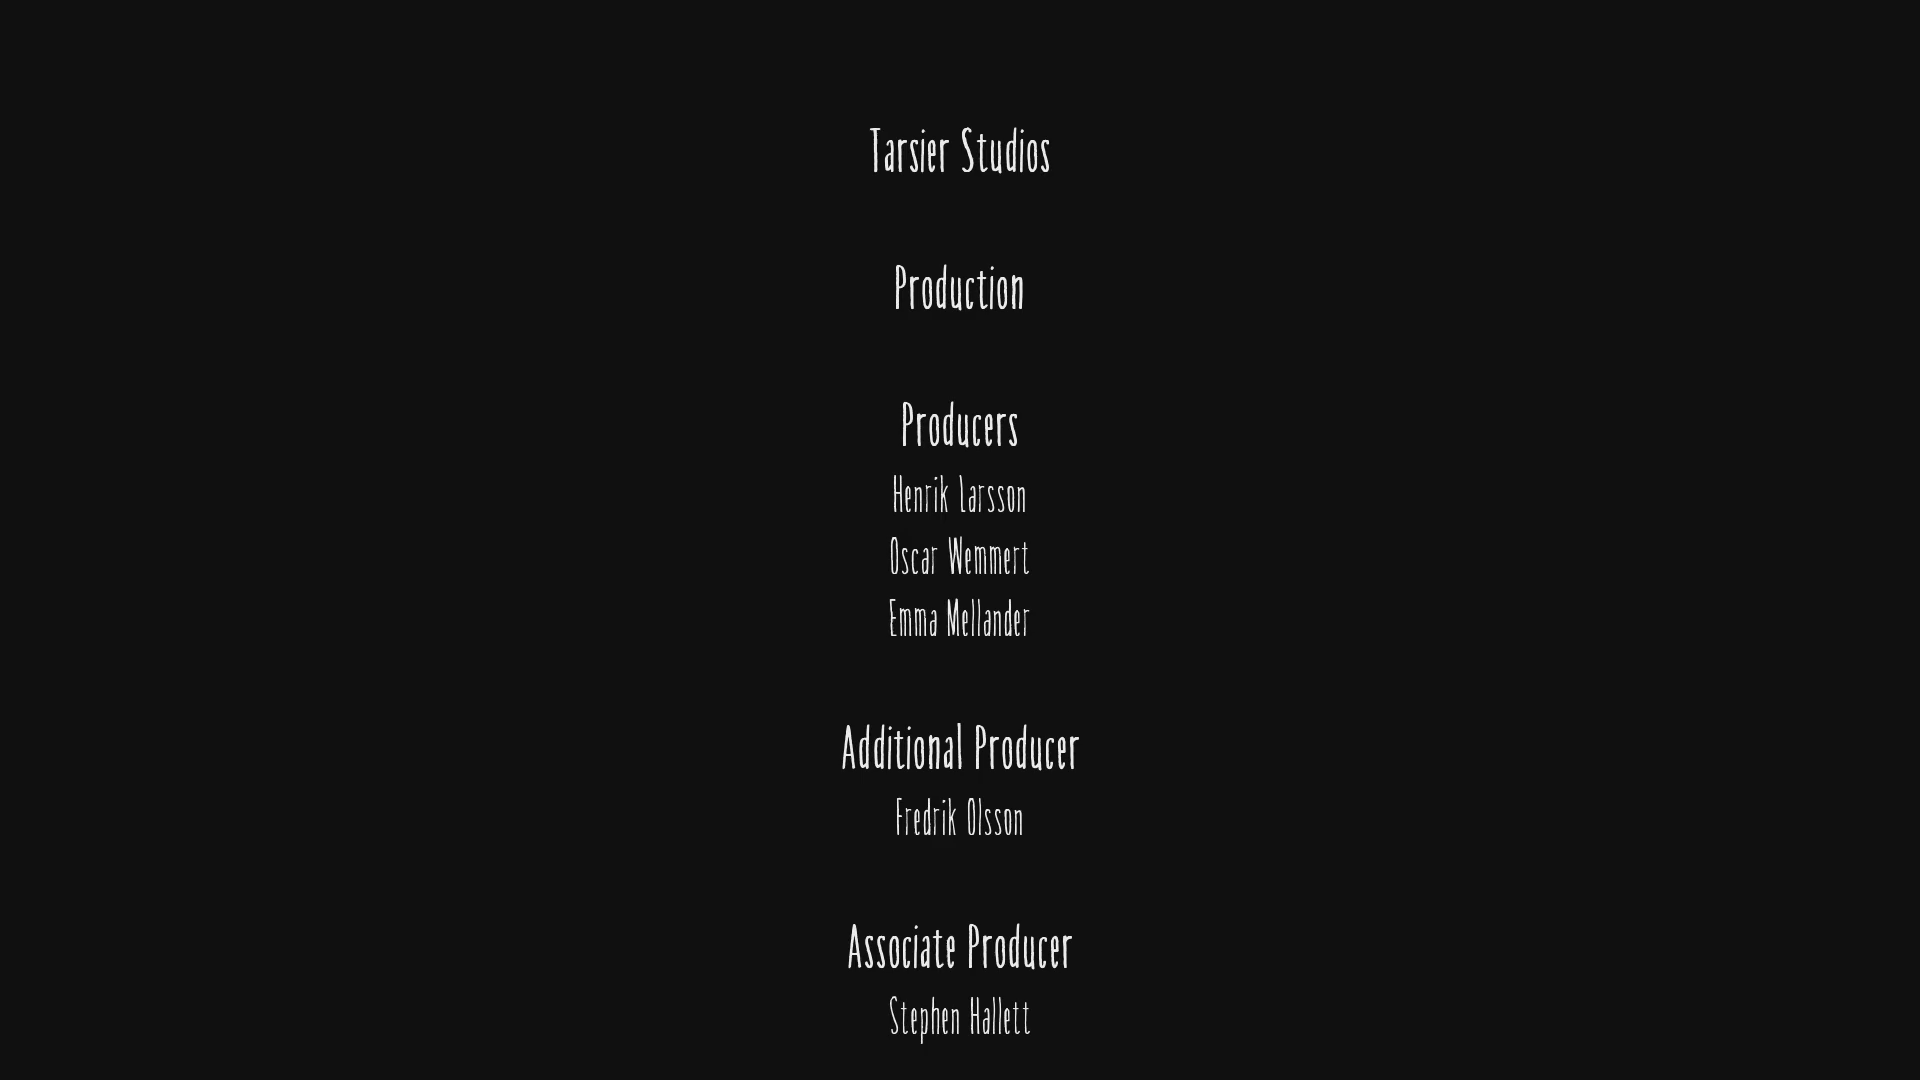 Tarsier Studios
Production
Producers
Henrik Larsson
Oscar Wemmert
Emma Mellander
Additional Producer
Fredrik Olsson
Associate Producer
Stephen Hallett